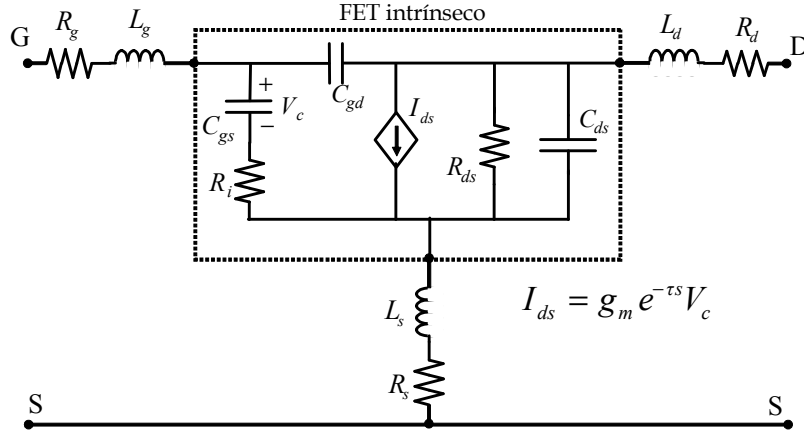 FET intrínseco
G
R_g
L_g
L_d
R_d
D
C_gd
+
V_c
−
C_gs
I_ds
C_ds
R_i
R_ds
L_s
I_ds = g_m e^{−τs} V_c
R_s
S
S